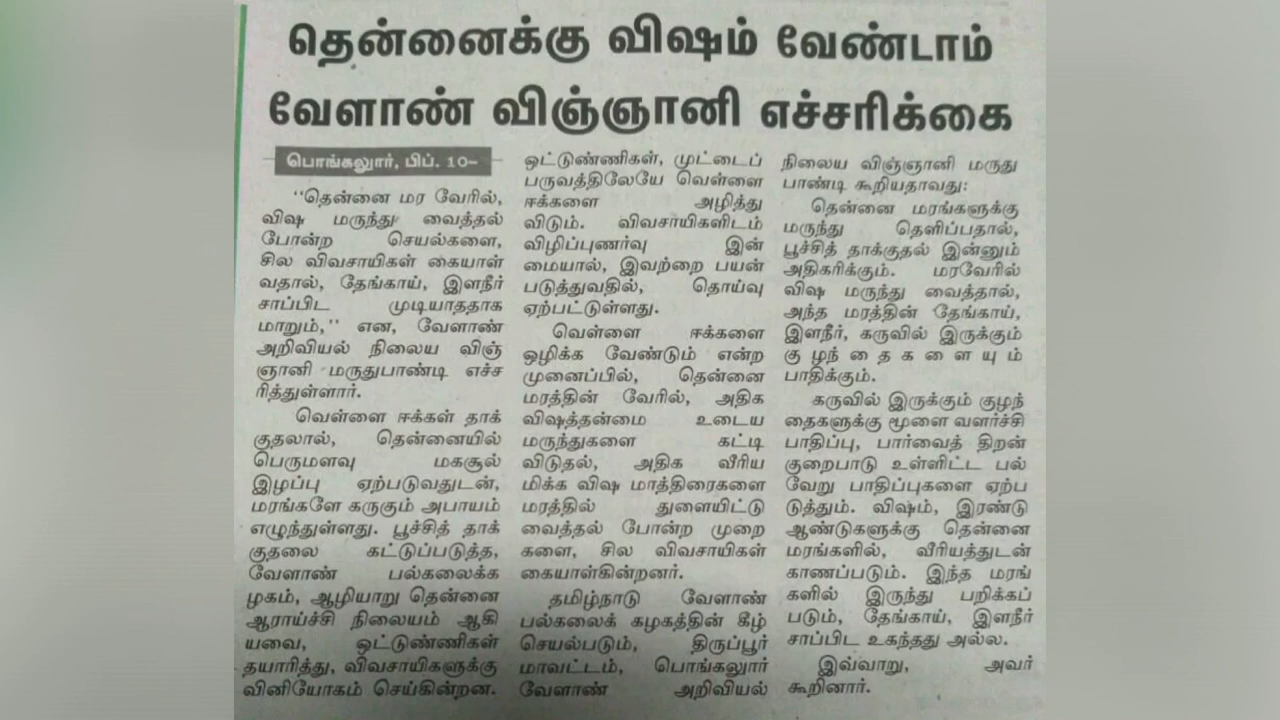 தென்னைக்கு விஷம் வேண்டாம்
வேளாண் விஞ்ஞானி எச்சரிக்கை
பொங்கலூர், பிப். 10–
‘‘தென்னை மர வேரில்,
விஷ மருந்து வைத்தல்
போன்ற செயல்களை,
சில விவசாயிகள் கையாள்
வதால், தேங்காய், இளநீர்
சாப்பிட முடியாததாக
மாறும்,’’ என, வேளாண்
அறிவியல் நிலைய விஞ்
ஞானி மருதுபாண்டி எச்ச
ரித்துள்ளார்.
வெள்ளை ஈக்கள் தாக்
குதலால், தென்னையில்
பெருமளவு மகசூல்
இழப்பு ஏற்படுவதுடன்,
மரங்களே கருகும் அபாயம்
எழுந்துள்ளது. பூச்சித் தாக்
குதலை கட்டுப்படுத்த,
வேளாண் பல்கலைக்க
ழகம், ஆழியாறு தென்னை
ஆராய்ச்சி நிலையம் ஆகி
யவை, ஒட்டுண்ணிகள்
தயாரித்து, விவசாயிகளுக்கு
வினியோகம் செய்கின்றன.
ஒட்டுண்ணிகள், முட்டைப்
பருவத்திலேயே வெள்ளை
ஈக்களை அழித்து
விடும். விவசாயிகளிடம்
விழிப்புணர்வு இன்
மையால், இவற்றை பயன்
படுத்துவதில், தொய்வு
ஏற்பட்டுள்ளது.
வெள்ளை ஈக்களை
ஒழிக்க வேண்டும் என்ற
முனைப்பில், தென்னை
மரத்தின் வேரில், அதிக
விஷத்தன்மை உடைய
மருந்துகளை கட்டி
விடுதல், அதிக வீரிய
மிக்க விஷ மாத்திரைகளை
மரத்தில் துளையிட்டு
வைத்தல் போன்ற முறை
களை, சில விவசாயிகள்
கையாள்கின்றனர்.
தமிழ்நாடு வேளாண்
பல்கலைக் கழகத்தின் கீழ்
செயல்படும், திருப்பூர்
மாவட்டம், பொங்கலூர்
வேளாண் அறிவியல்
நிலைய விஞ்ஞானி மருது
பாண்டி கூறியதாவது:
தென்னை மரங்களுக்கு
மருந்து தெளிப்பதால்,
பூச்சித் தாக்குதல் இன்னும்
அதிகரிக்கும். மரவேரில்
விஷ மருந்து வைத்தால்,
அந்த மரத்தின் தேங்காய்,
இளநீர், கருவில் இருக்கும்
குழந்தைகளையும்
பாதிக்கும்.
கருவில் இருக்கும் குழந்
தைகளுக்கு மூளை வளர்ச்சி
பாதிப்பு, பார்வைத் திறன்
குறைபாடு உள்ளிட்ட பல்
வேறு பாதிப்புகளை ஏற்ப
டுத்தும். விஷம், இரண்டு
ஆண்டுகளுக்கு தென்னை
மரங்களில், வீரியத்துடன்
காணப்படும். இந்த மரங்
களில் இருந்து பறிக்கப்
படும், தேங்காய், இளநீர்
சாப்பிட உகந்தது அல்ல.
இவ்வாறு, அவர்
கூறினார்.